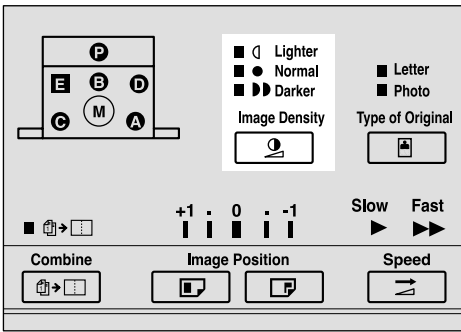 P
E B D
C M A
Lighter
Normal
Darker
Image Density
Letter
Photo
Type of Original
+1 . 0 . -1
Slow Fast
Combine
Image Position
Speed